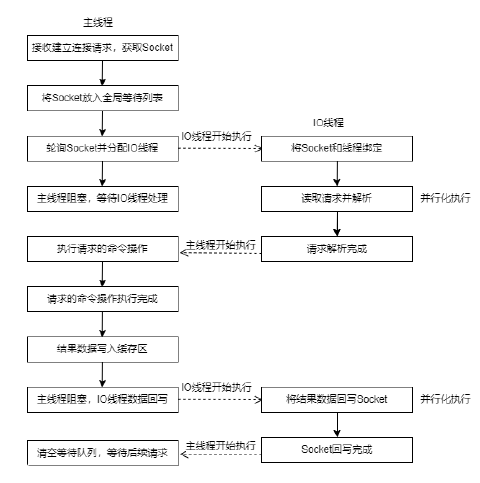 主线程
接收建立连接请求，获取Socket
将Socket放入全局等待列表
IO线程
IO线程开始执行
轮询Socket并分配IO线程
将Socket和线程绑定
主线程阻塞，等待IO线程处理
读取请求并解析
并行化执行
主线程开始执行
执行请求的命令操作
请求解析完成
请求的命令操作执行完成
结果数据写入缓存区
IO线程开始执行
主线程阻塞，IO线程数据回写
将结果数据回写Socket
并行化执行
主线程开始执行
清空等待队列，等待后续请求
Socket回写完成